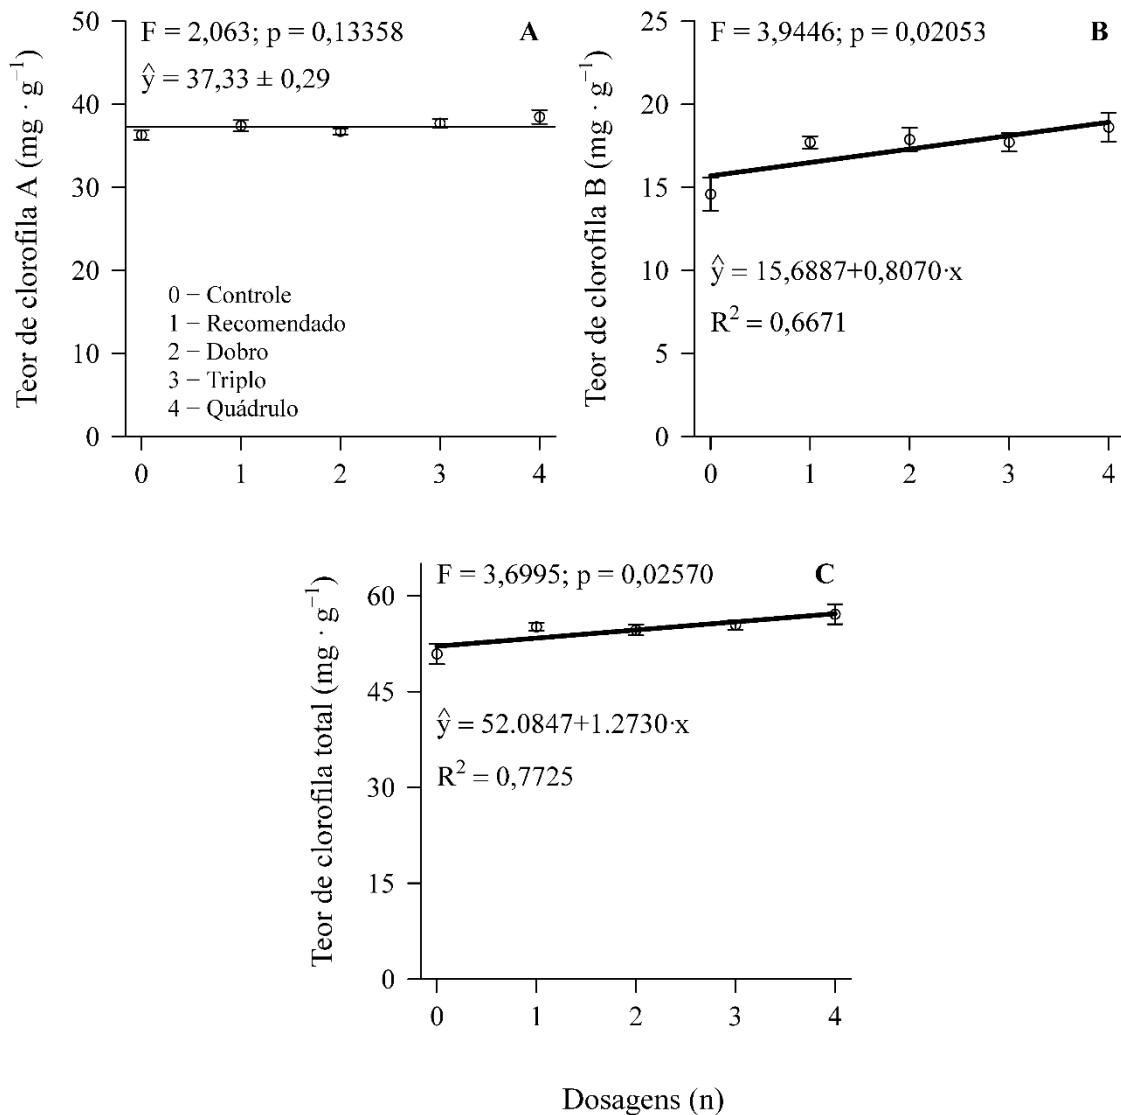 F = 2,063; p = 0,13358
A
ŷ = 37,33 ± 0,29
Teor de clorofila A (mg · g⁻¹)
50
40
30
20
10
0
0 − Controle
1 − Recomendado
2 − Dobro
3 − Triplo
4 − Quádrulo
0 1 2 3 4
F = 3,9446; p = 0,02053
B
Teor de clorofila B (mg · g⁻¹)
25
20
15
10
5
0
ŷ = 15,6887+0,8070·x
R² = 0,6671
0 1 2 3 4
F = 3,6995; p = 0,02570
C
Teor de clorofila total (mg · g⁻¹)
60
45
30
15
0
ŷ = 52.0847+1.2730·x
R² = 0,7725
0 1 2 3 4
Dosagens (n)